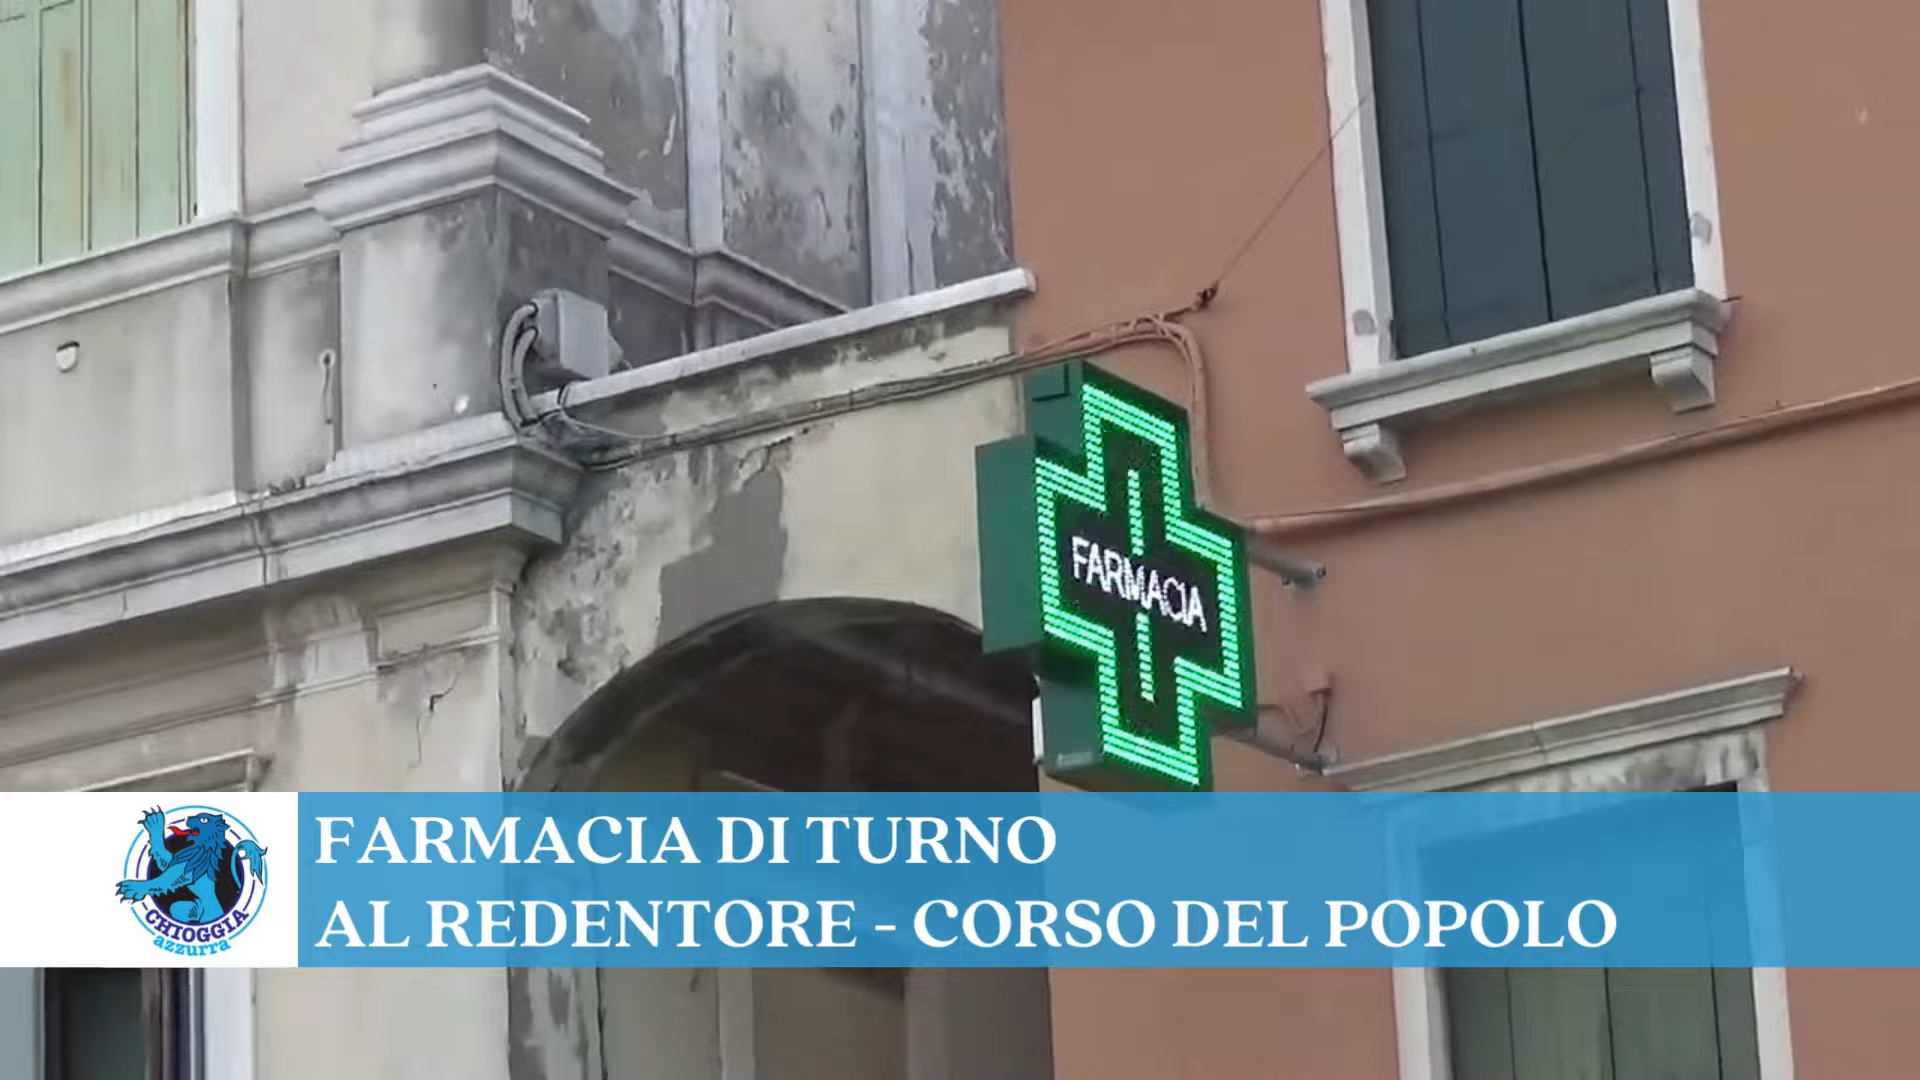 FARMACIA
FARMACIA DI TURNO
AL REDENTORE - CORSO DEL POPOLO
CHIOGGIA
azzurra